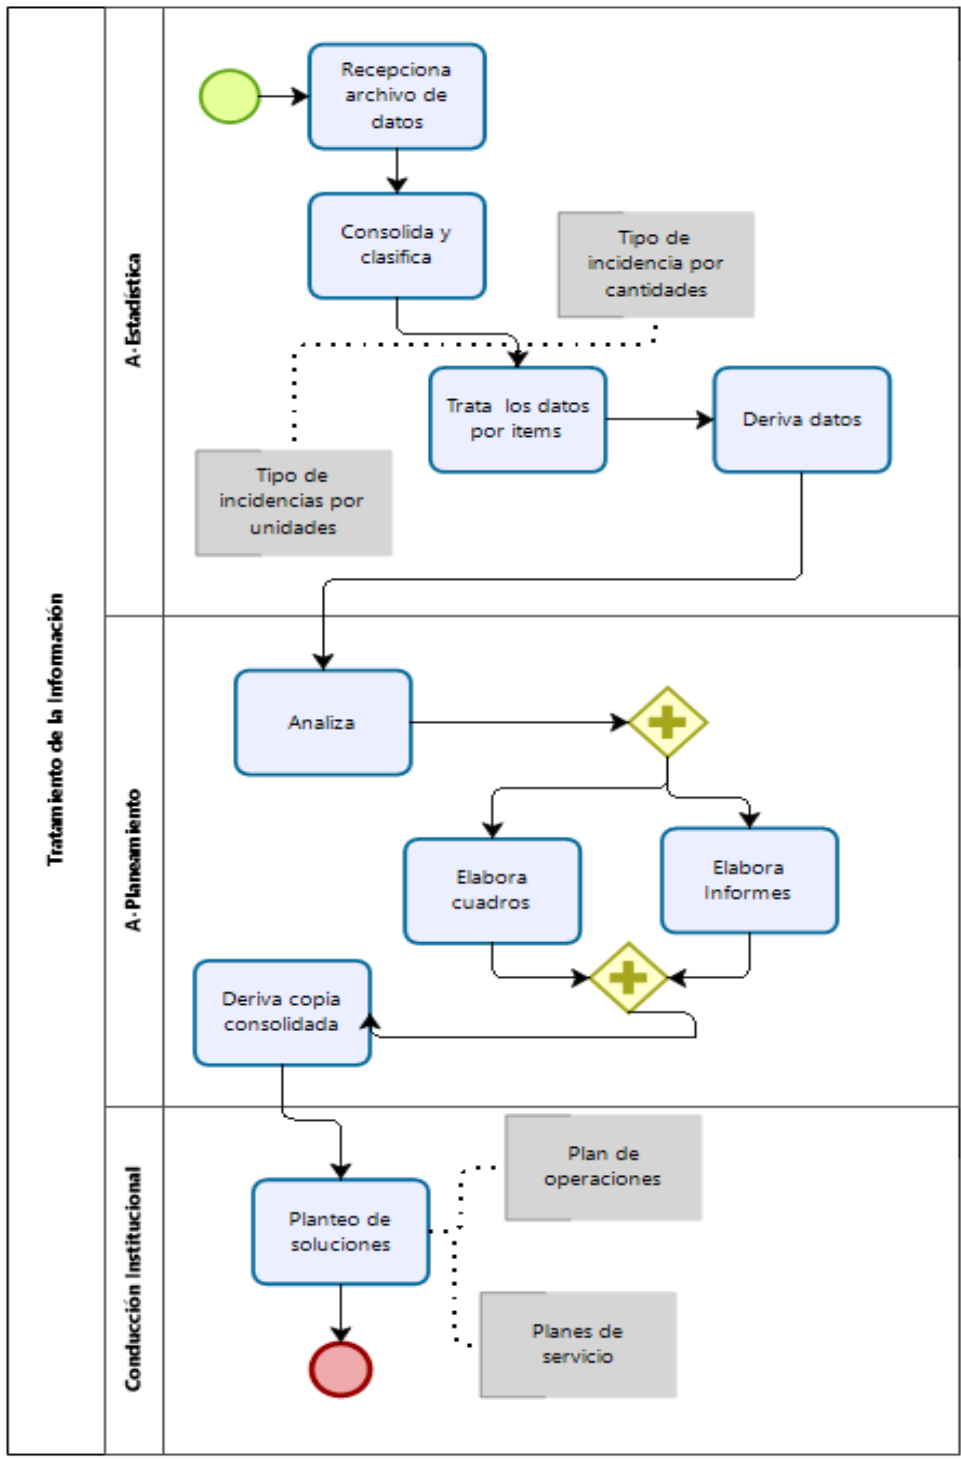 Tratamiento de la Información
A-Estadística
Recepciona
archivo de
datos
Consolida y
clasifica
Tipo de
incidencia por
cantidades
Trata los datos
por items
Deriva datos
Tipo de
incidencias por
unidades
A-Planeamiento
Analiza
Elabora
cuadros
Elabora
Informes
Deriva copia
consolidada
Conducción Institucional
Plan de
operaciones
Planteo de
soluciones
Planes de
servicio